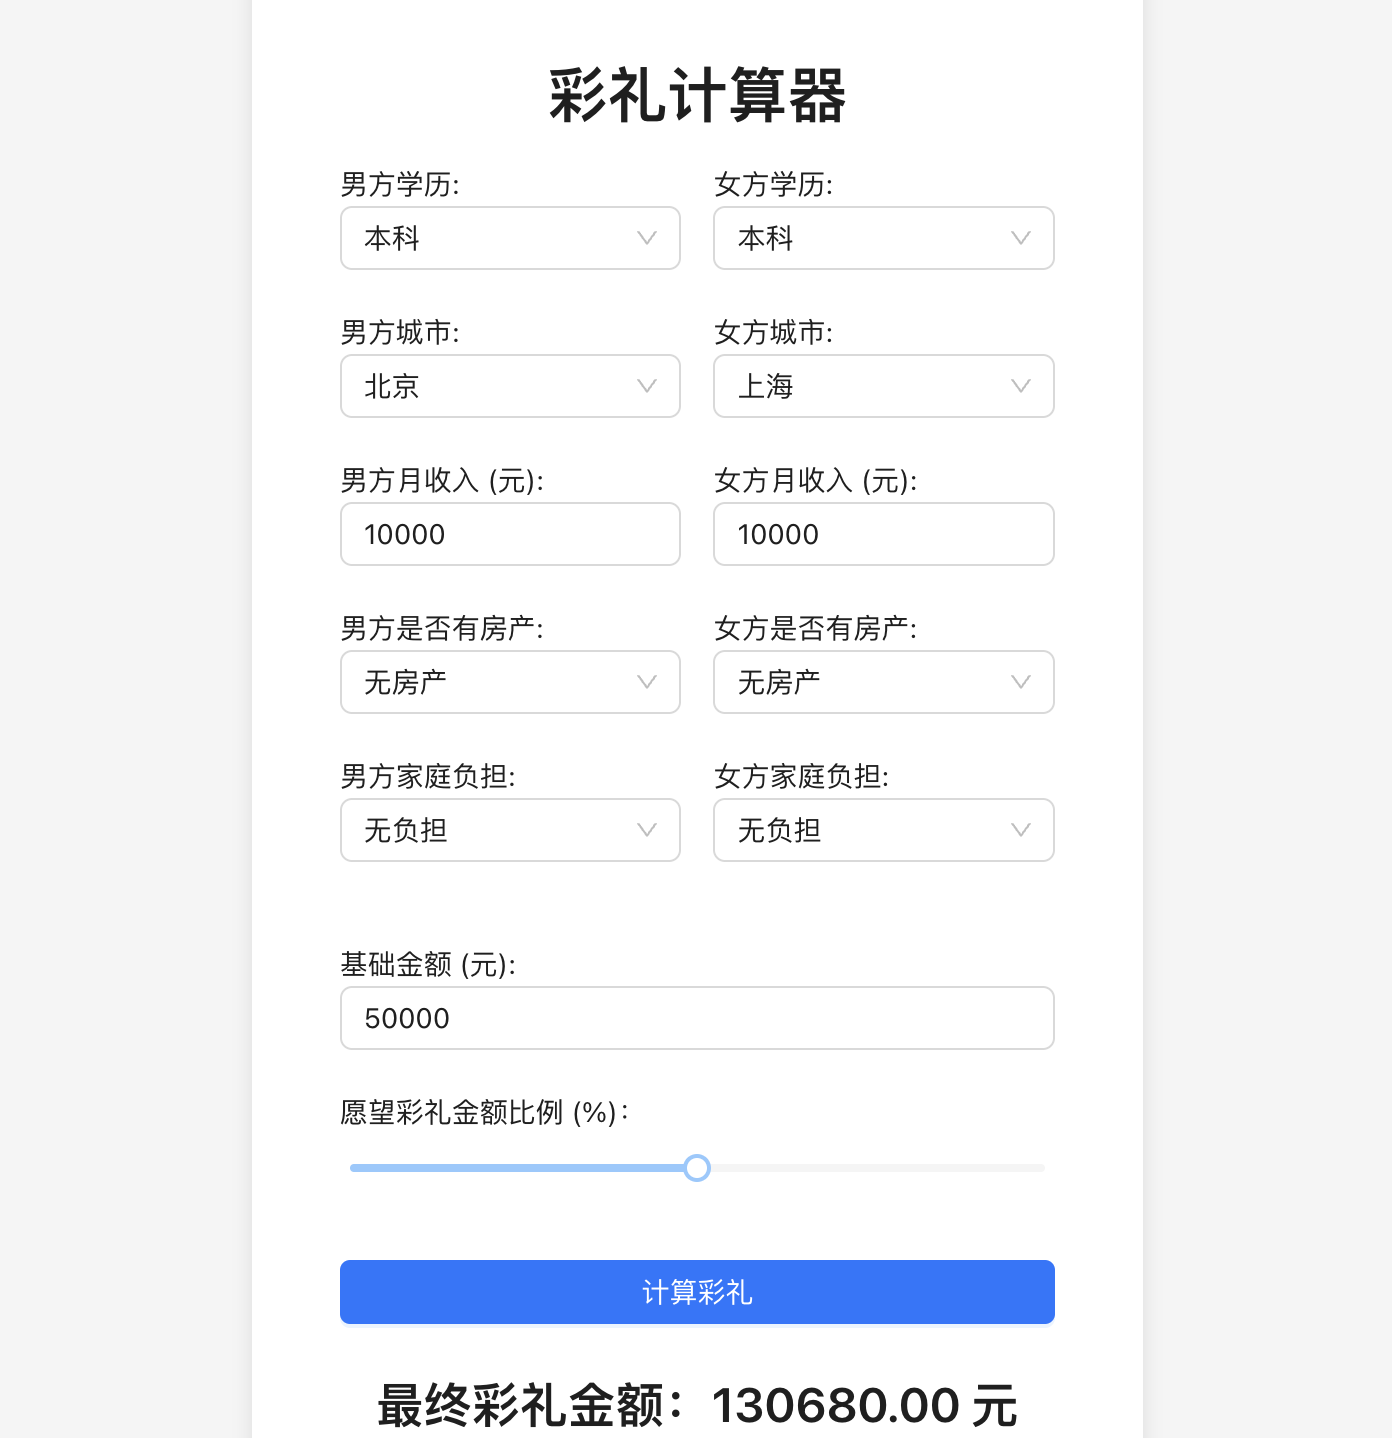 彩礼计算器
男方学历: 女方学历:
本科 本科
男方城市: 女方城市:
北京 上海
男方月收入 (元): 女方月收入 (元):
10000 10000
男方是否有房产: 女方是否有房产:
无房产 无房产
男方家庭负担: 女方家庭负担:
无负担 无负担
基础金额 (元):
50000
愿望彩礼金额比例 (%)：
计算彩礼
最终彩礼金额：130680.00 元